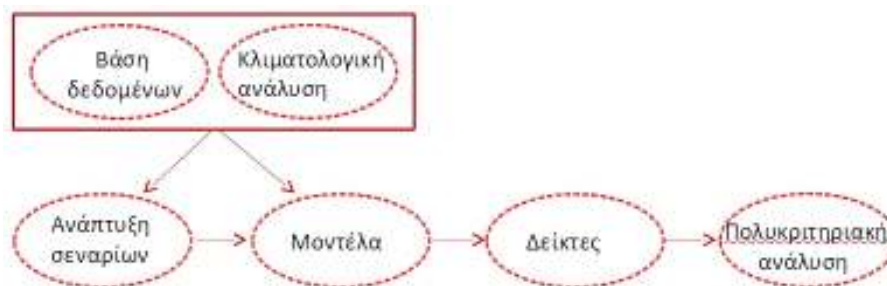 Βάση
δεδομένων
Κλιματολογική
ανάλυση
Ανάπτυξη
σεναρίων
Μοντέλα
Δείκτες
Πολυκριτηριακή
ανάλυση